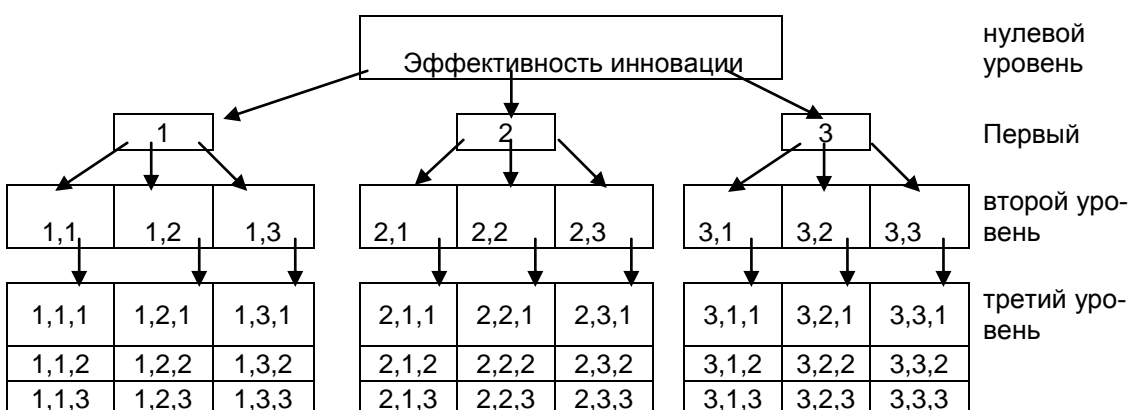 нулевой
уровень
Эффективность инновации
1 2 3 Первый
второй уро-
вень
1,1 1,2 1,3 2,1 2,2 2,3 3,1 3,2 3,3
третий уро-
вень
1,1,1 1,2,1 1,3,1 2,1,1 2,2,1 2,3,1 3,1,1 3,2,1 3,3,1
1,1,2 1,2,2 1,3,2 2,1,2 2,2,2 2,3,2 3,1,2 3,2,2 3,3,2
1,1,3 1,2,3 1,3,3 2,1,3 2,2,3 2,3,3 3,1,3 3,2,3 3,3,3